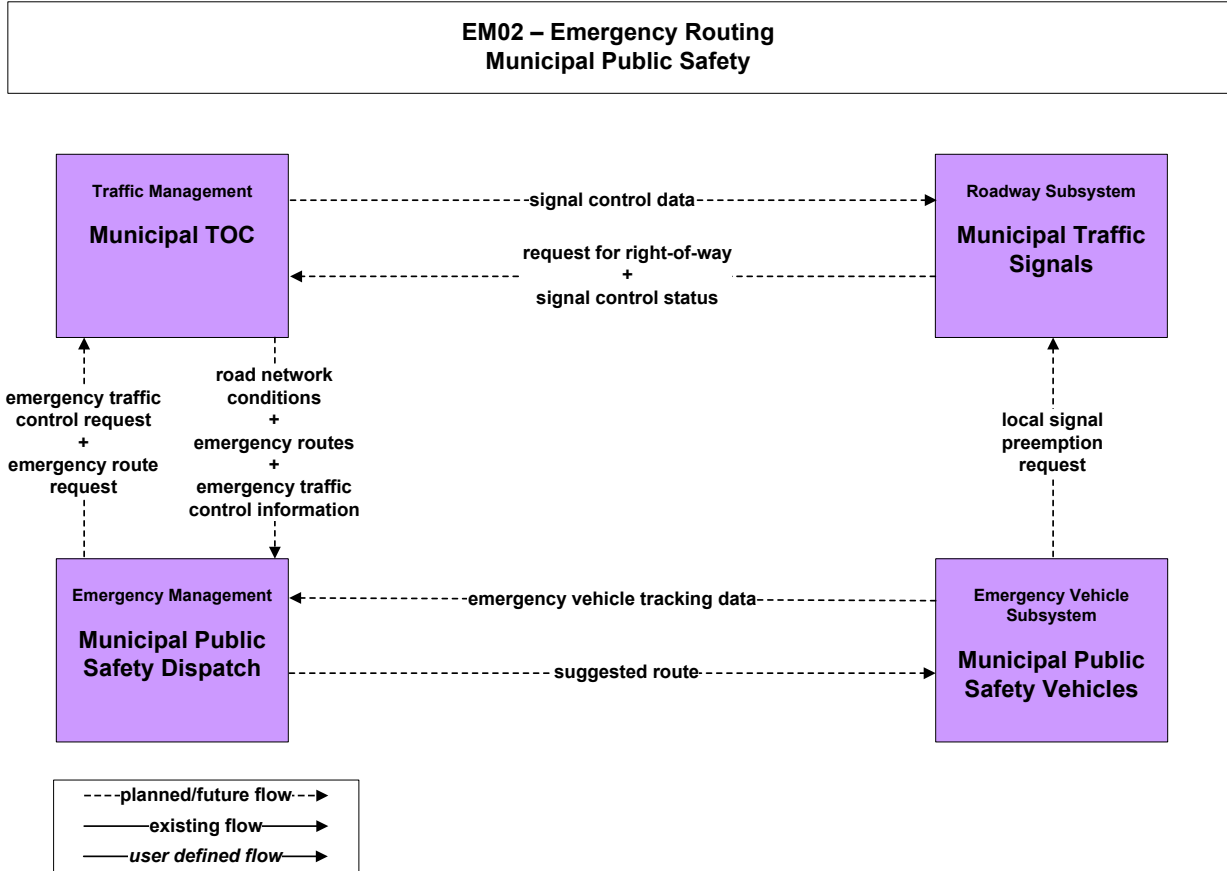 EM02 – Emergency Routing
Municipal Public Safety
Traffic Management
Municipal TOC
signal control data
Roadway Subsystem
Municipal Traffic
Signals
request for right-of-way
+
signal control status
emergency traffic
control request
+
emergency route
request
road network
conditions
+
emergency routes
+
emergency traffic
control information
local signal
preemption
request
Emergency Management
Municipal Public
Safety Dispatch
emergency vehicle tracking data
suggested route
Emergency Vehicle
Subsystem
Municipal Public
Safety Vehicles
planned/future flow
existing flow
user defined flow